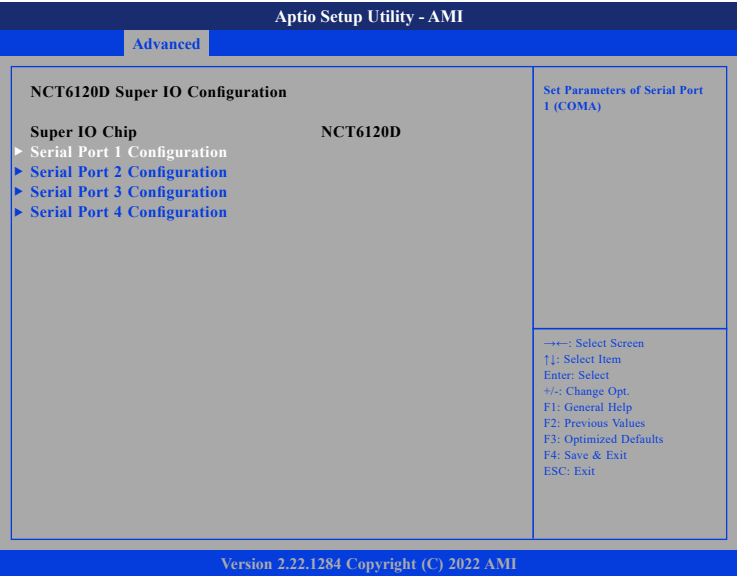 Aptio Setup Utility - AMI
Advanced
NCT6120D Super IO Configuration
Super IO Chip NCT6120D
▶ Serial Port 1 Configuration
▶ Serial Port 2 Configuration
▶ Serial Port 3 Configuration
▶ Serial Port 4 Configuration
Set Parameters of Serial Port
1 (COMA)
→←: Select Screen
↑↓: Select Item
Enter: Select
+/-: Change Opt.
F1: General Help
F2: Previous Values
F3: Optimized Defaults
F4: Save & Exit
ESC: Exit
Version 2.22.1284 Copyright (C) 2022 AMI